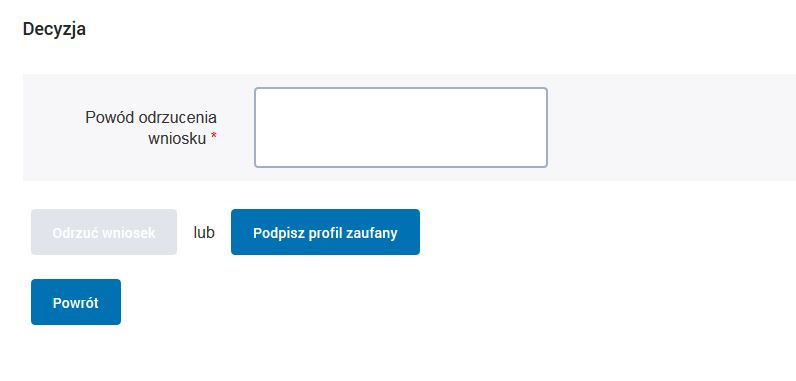 Decyzja
Powód odrzucenia
wniosku *
Odrzuć wniosek lub Podpisz profil zaufany
Powrót